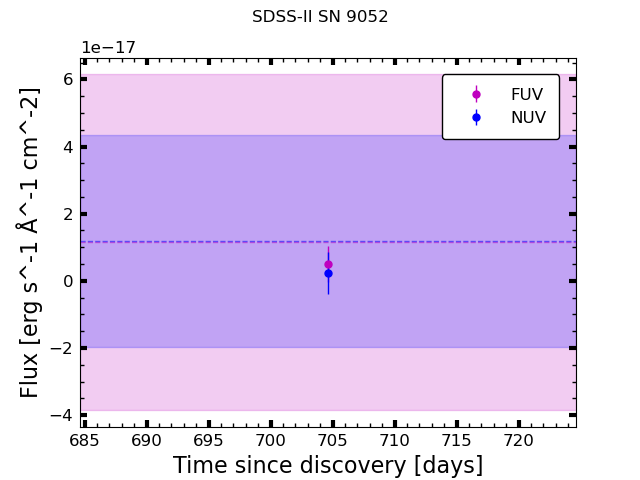 SDSS-II SN 9052
1e−17
6
4
2
0
−2
−4
Flux [erg s^-1 Å^-1 cm^-2]
FUV
NUV
685 690 695 700 705 710 715 720
Time since discovery [days]